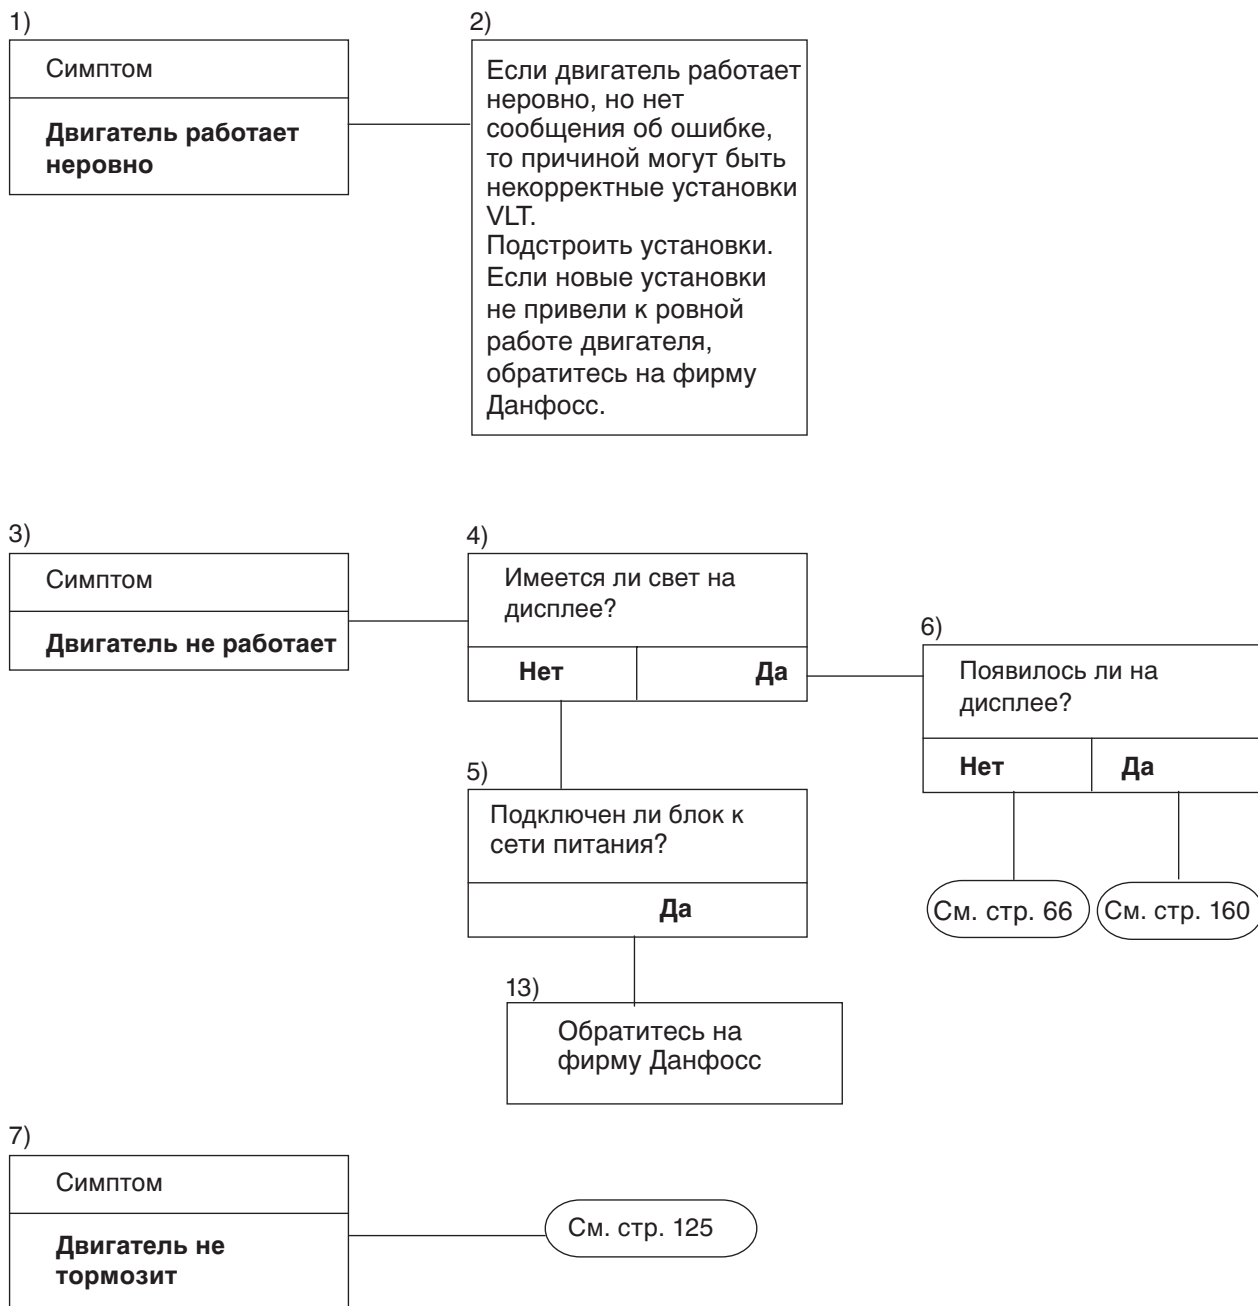 1)
Симптом
Двигатель работает
неровно
2)
Если двигатель работает
неровно, но нет
сообщения об ошибке,
то причиной могут быть
некорректные установки
VLT.
Подстроить установки.
Если новые установки
не привели к ровной
работе двигателя,
обратитесь на фирму
Данфосс.
3)
Симптом
Двигатель не работает
4)
Имеется ли свет на
дисплее?
Нет
Да
6)
Появилось ли на
дисплее?
Нет
Да
5)
Подключен ли блок к
сети питания?
Да
См. стр. 66
См. стр. 160
13)
Обратитесь на
фирму Данфосс
7)
Симптом
Двигатель не
тормозит
См. стр. 125